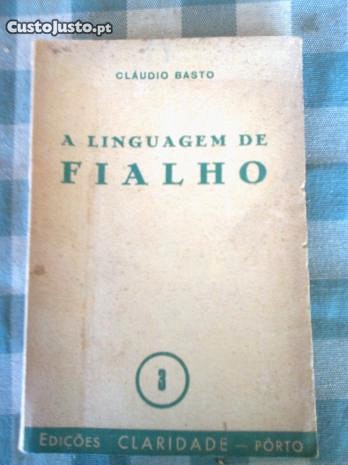 CustoJusto.pt
CLÁUDIO BASTO
A LINGUAGEM DE
FIALHO
3
EDIÇÕES CLARIDADE — PÔRTO